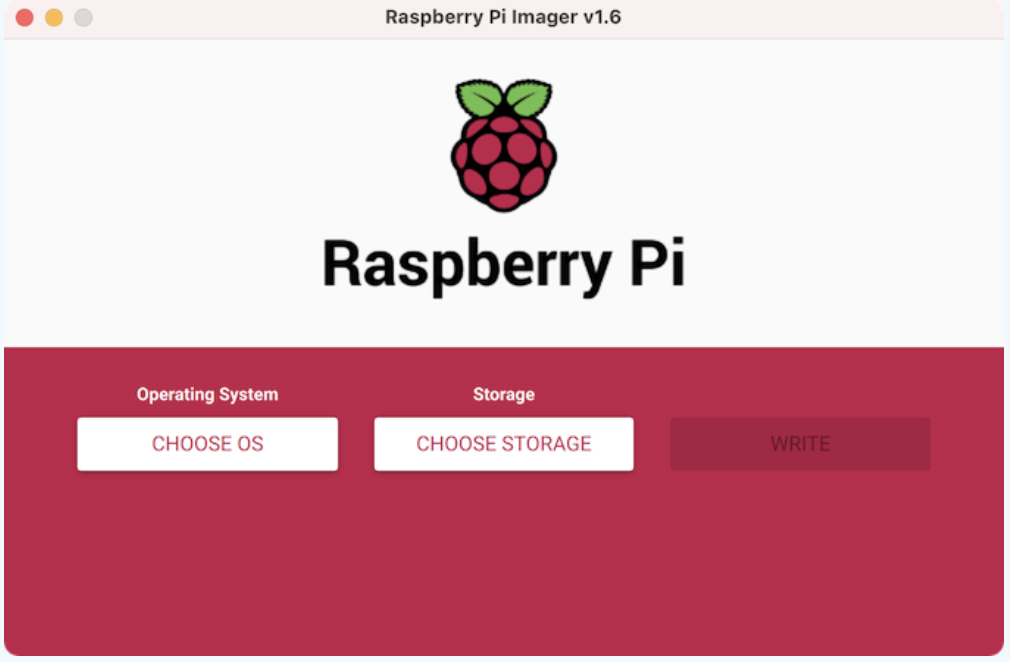 Raspberry Pi Imager v1.6
Raspberry Pi
Operating System
Storage
CHOOSE OS
CHOOSE STORAGE
WRITE